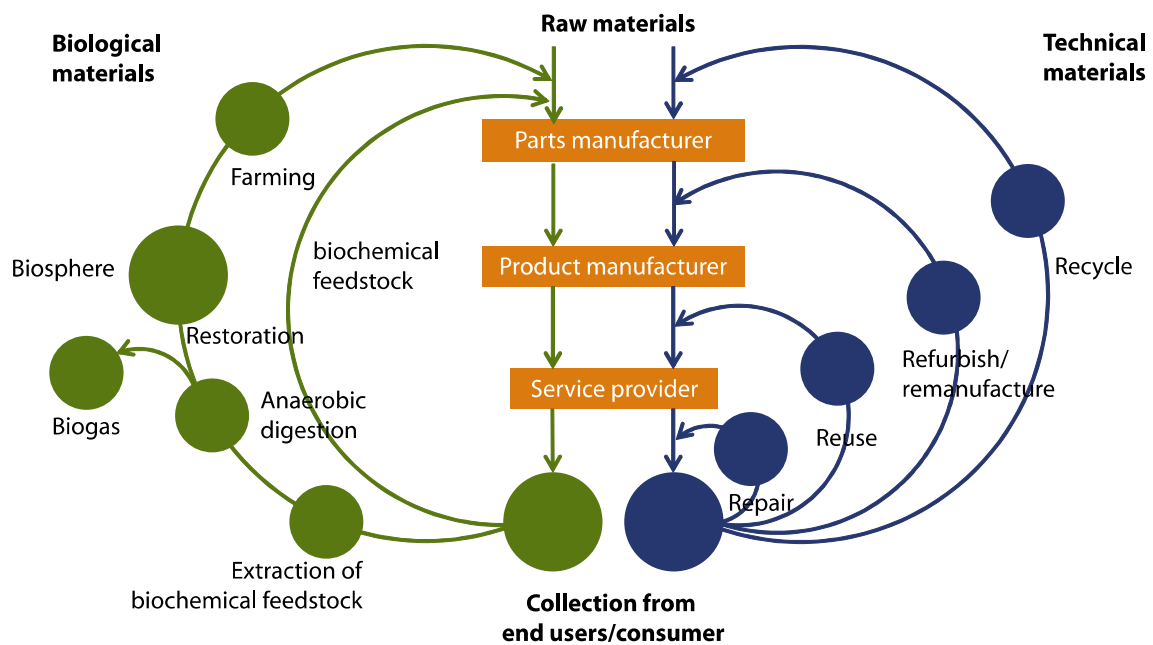 Raw materials
Biological
materials
Technical
materials
Parts manufacturer
Farming
biochemical
feedstock
Biosphere
Product manufacturer
Recycle
Restoration
Refurbish/
remanufacture
Service provider
Biogas
Anaerobic
digestion
Reuse
Repair
Extraction of
biochemical feedstock
Collection from
end users/consumer